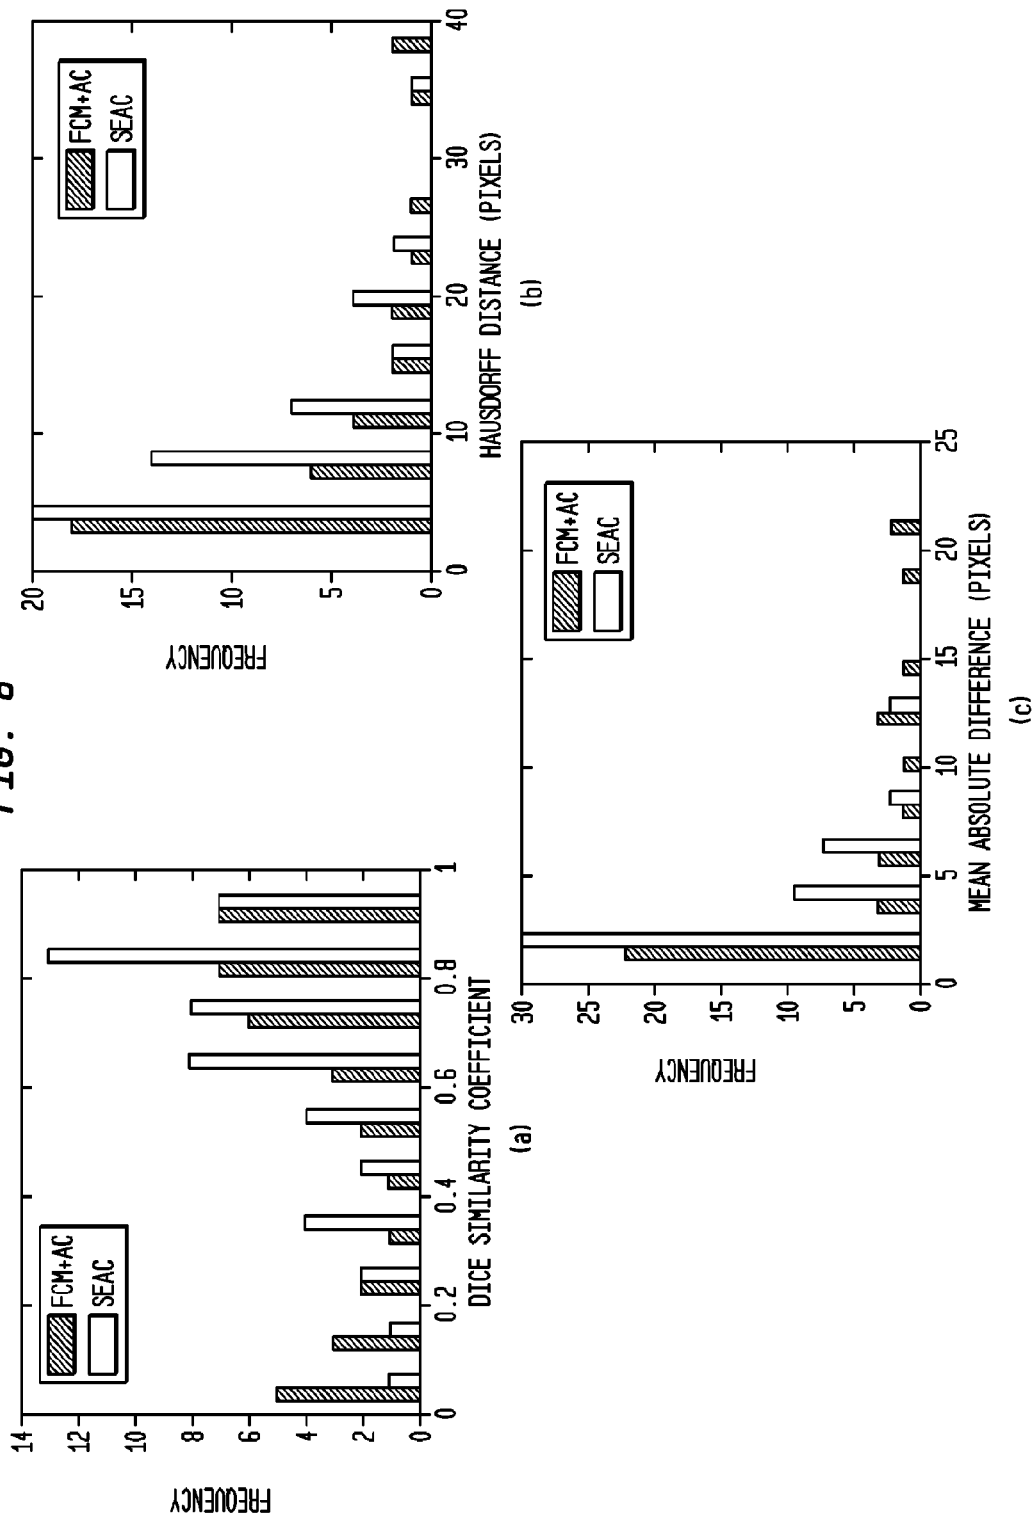 FIG.
14
12
10
8
6
4
2
0
FREQUENCY
FCM+AC
SEAC
0
0.2
0.4
0.6
0.8
1
DICE SIMILARITY COEFFICIENT
(a)
20
15
10
5
0
FREQUENCY
FCM+AC
SEAC
0
10
20
30
40
HAUSDORFF DISTANCE (PIXELS)
(b)
30
25
20
15
10
5
0
FREQUENCY
FCM+AC
SEAC
0
5
10
15
20
25
MEAN ABSOLUTE DIFFERENCE (PIXELS)
(c)